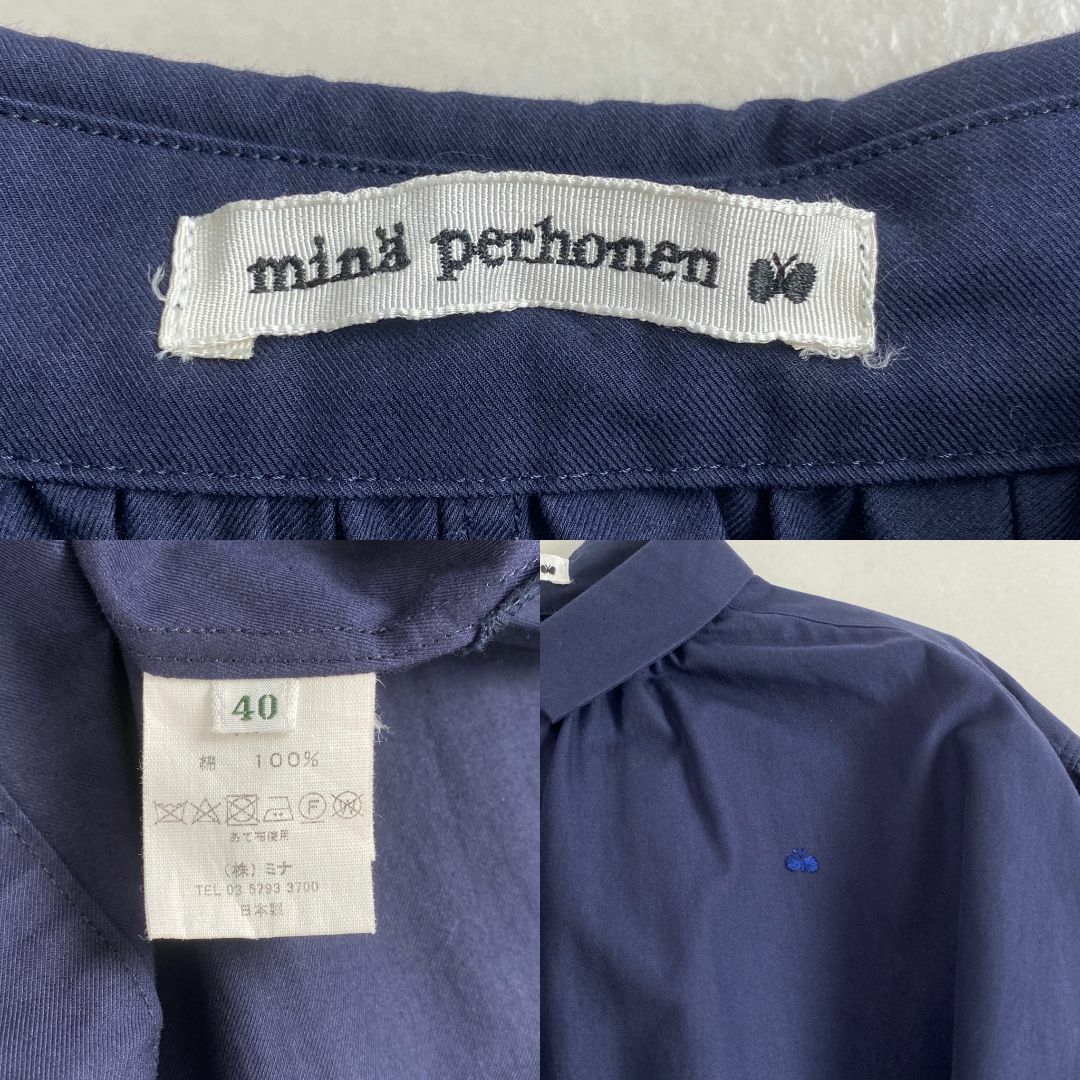 minä perhonen
40
綿 100%
あて布使用
(株) ミナ
TEL 03 5793 3700
日本製